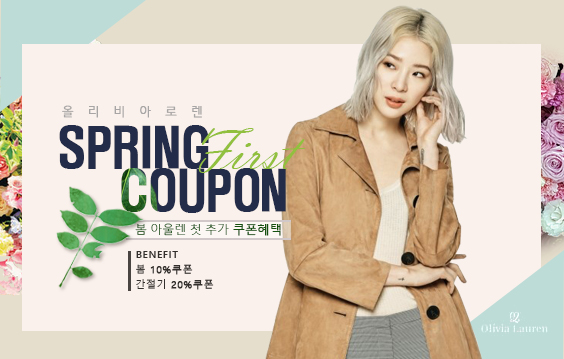 올리비아로렌
SPRING First
COUPON
봄 아울렌 첫 추가 쿠폰혜택
BENEFIT
봄 10%쿠폰
간절기 20%쿠폰
Olivia Lauren